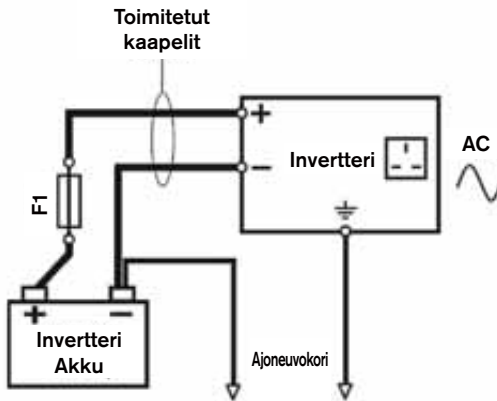 Toimitetut
kaapelit
+
−
Invertteri
AC
F1
+ −
Invertteri
Akku
Ajoneuvokori